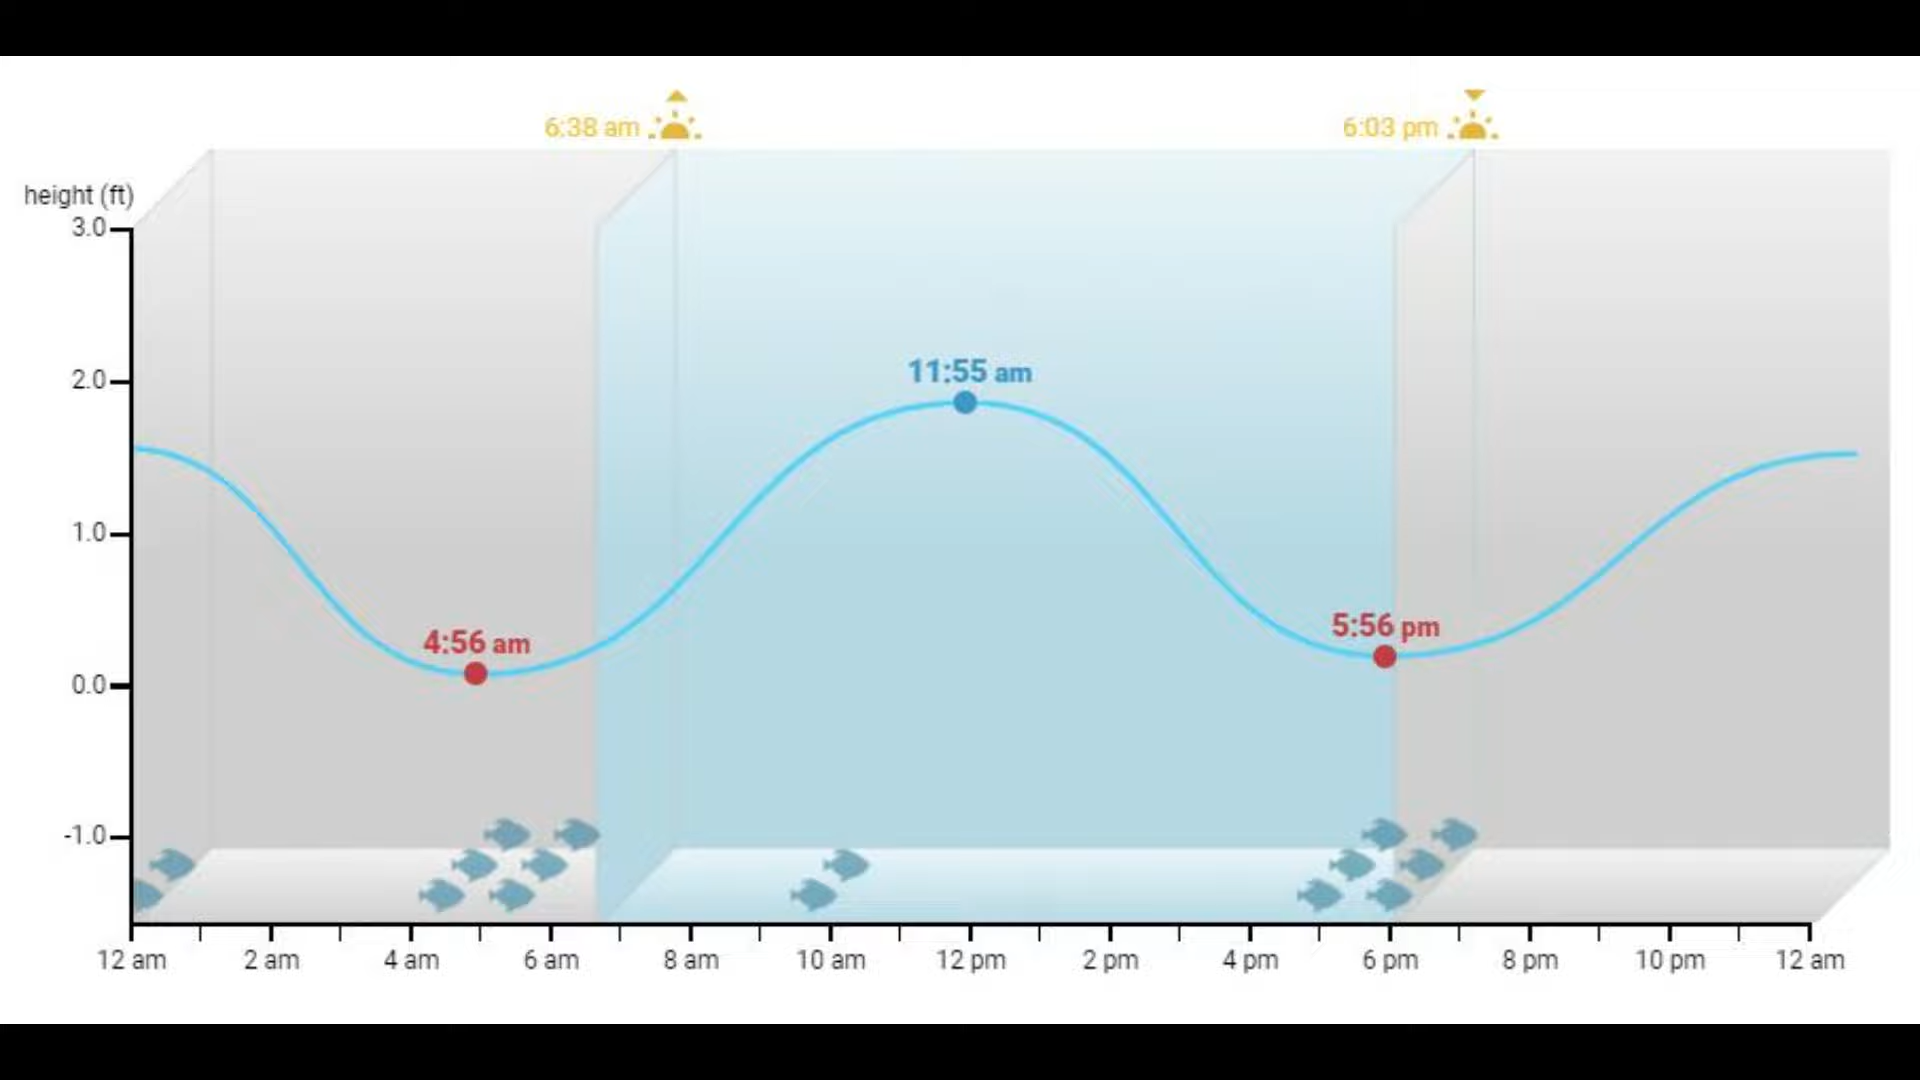 6:38 am
6:03 pm
height (ft)
3.0
2.0
11:55 am
1.0
4:56 am
5:56 pm
0.0
-1.0
12 am 2 am 4 am 6 am 8 am 10 am 12 pm 2 pm 4 pm 6 pm 8 pm 10 pm 12 am